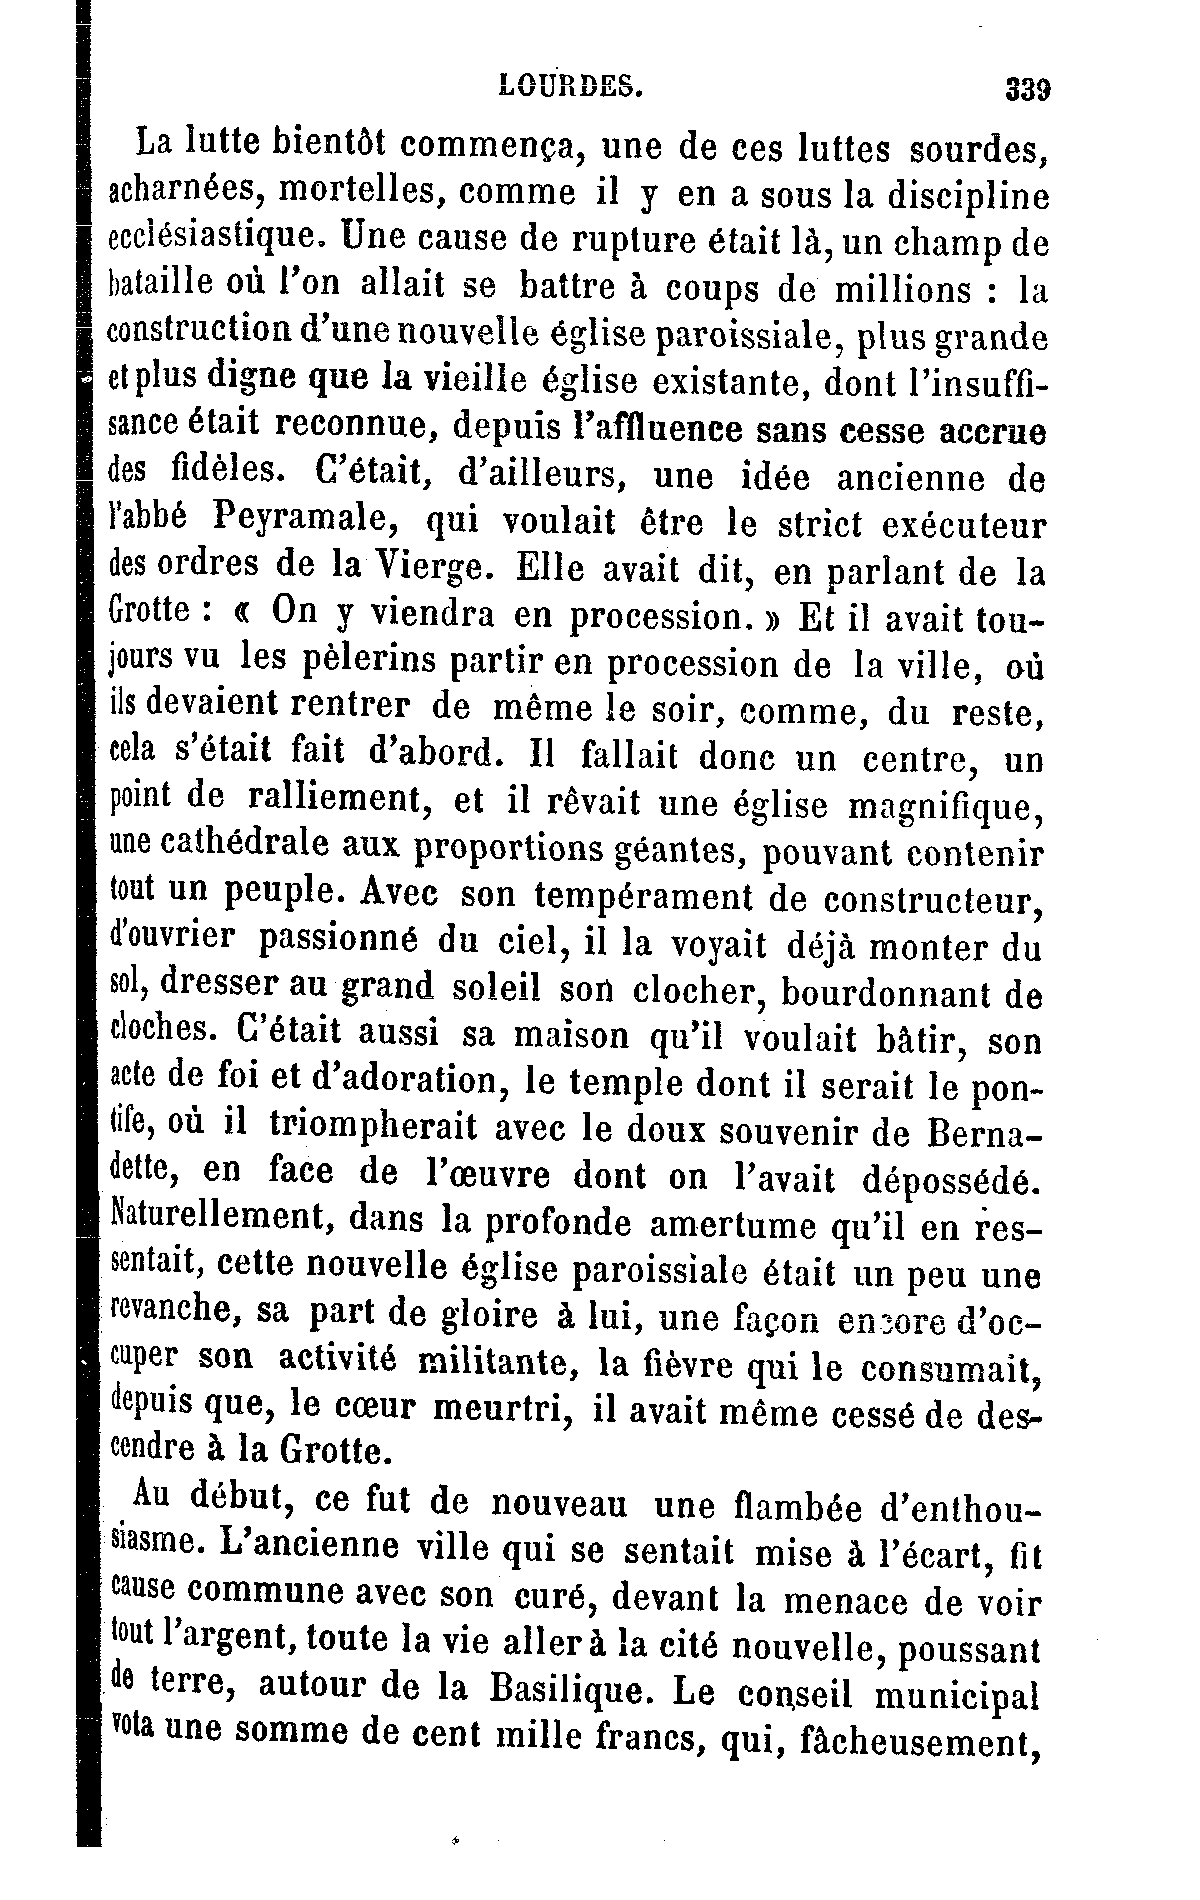 LOURDES. 339
La lutte bientôt commença, une de ces luttes sourdes,
acharnées, mortelles, comme il y en a sous la discipline
ecclésiastique. Une cause de rupture était là, un champ de
bataille où l'on allait se battre à coups de millions : la
construction d'une nouvelle église paroissiale, plus grande
et plus digne que la vieille église existante, dont l'insuffi-
sance était reconnue, depuis l'affluence sans cesse accrue
des fidèles. C'était, d'ailleurs, une idée ancienne de
l'abbé Peyramale, qui voulait être le strict exécuteur
des ordres de la Vierge. Elle avait dit, en parlant de la
Grotte : « On y viendra en procession. » Et il avait tou-
jours vu les pèlerins partir en procession de la ville, où
ils devaient rentrer de même le soir, comme, du reste,
cela s'était fait d'abord. Il fallait donc un centre, un
point de ralliement, et il rêvait une église magnifique,
une cathédrale aux proportions géantes, pouvant contenir
tout un peuple. Avec son tempérament de constructeur,
d'ouvrier passionné du ciel, il la voyait déjà monter du
sol, dresser au grand soleil son clocher, bourdonnant de
cloches. C'était aussi sa maison qu'il voulait bâtir, son
acte de foi et d'adoration, le temple dont il serait le pon-
tife, où il triompherait avec le doux souvenir de Berna-
dette, en face de l'œuvre dont on l'avait dépossédé.
Naturellement, dans la profonde amertume qu'il en res-
sentait, cette nouvelle église paroissiale était un peu une
revanche, sa part de gloire à lui, une façon encore d'oc-
cuper son activité militante, la fièvre qui le consumait,
depuis que, le cœur meurtri, il avait même cessé de des-
cendre à la Grotte.
Au début, ce fut de nouveau une flambée d'enthou-
siasme. L'ancienne ville qui se sentait mise à l'écart, fit
cause commune avec son curé, devant la menace de voir
tout l'argent, toute la vie aller à la cité nouvelle, poussant
de terre, autour de la Basilique. Le conseil municipal
vota une somme de cent mille francs, qui, fâcheusement,